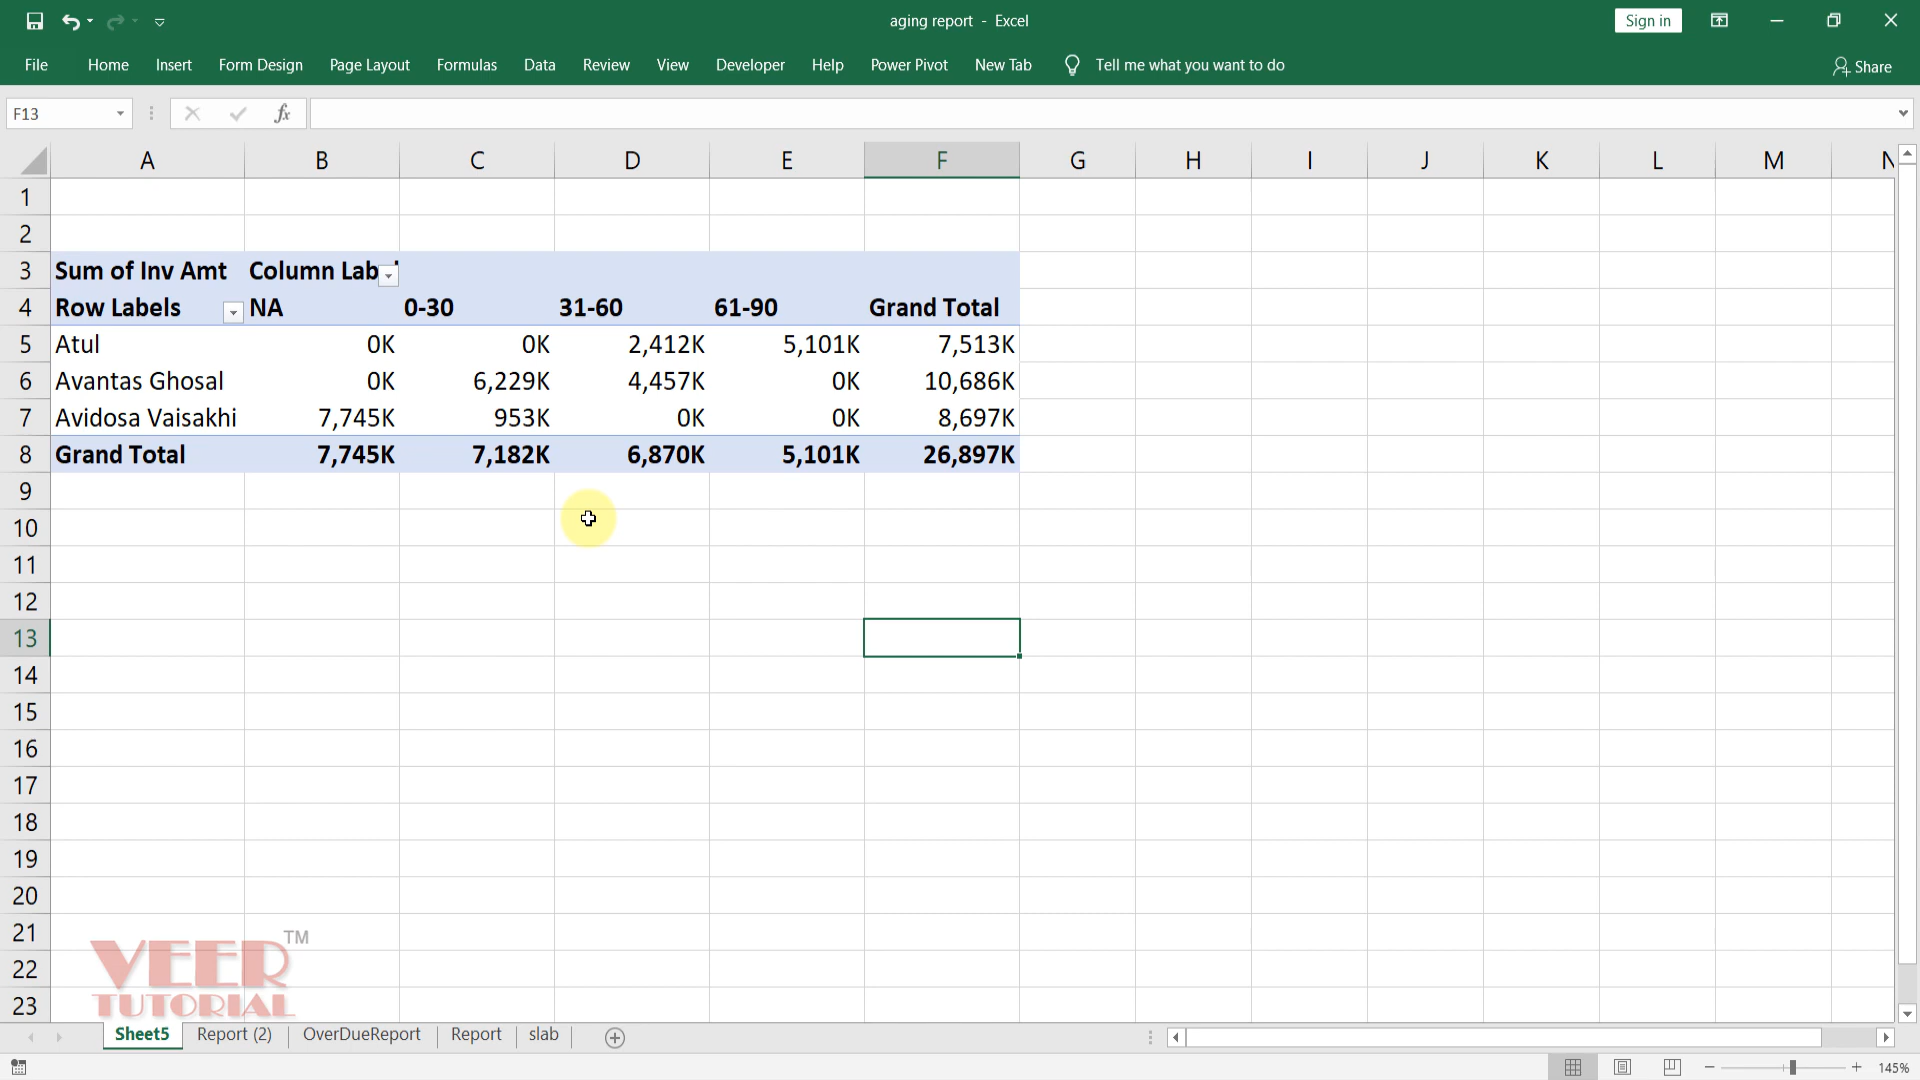 aging report - Excel
Sign in
File Home Insert Form Design Page Layout Formulas Data Review View Developer Help Power Pivot New Tab Tell me what you want to do Share
F13 fx
A B C D E F G H I J K L M N
1
2
3 Sum of Inv Amt Column Lab
4 Row Labels NA 0-30 31-60 61-90 Grand Total
5 Atul 0K 0K 2,412K 5,101K 7,513K
6 Avantas Ghosal 0K 6,229K 4,457K 0K 10,686K
7 Avidosa Vaisakhi 7,745K 953K 0K 0K 8,697K
8 Grand Total 7,745K 7,182K 6,870K 5,101K 26,897K
9
10
11
12
13
14
15
16
17
18
19
20
21
22
23
VEER TM
TUTORIAL
Sheet5 Report (2) OverDueReport Report slab
145%